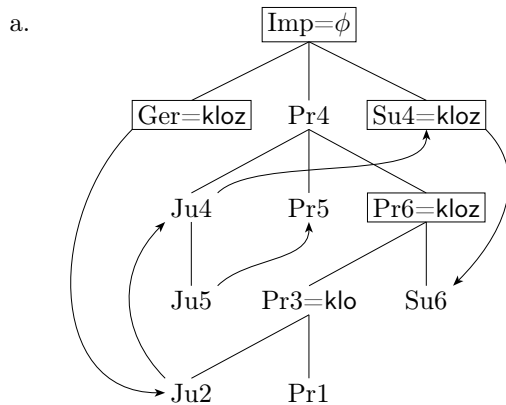 a.
Imp=ϕ
Ger=kloz Pr4 Su4=kloz
Ju4 Pr5 Pr6=kloz
Ju5 Pr3=klo Su6
Ju2 Pr1